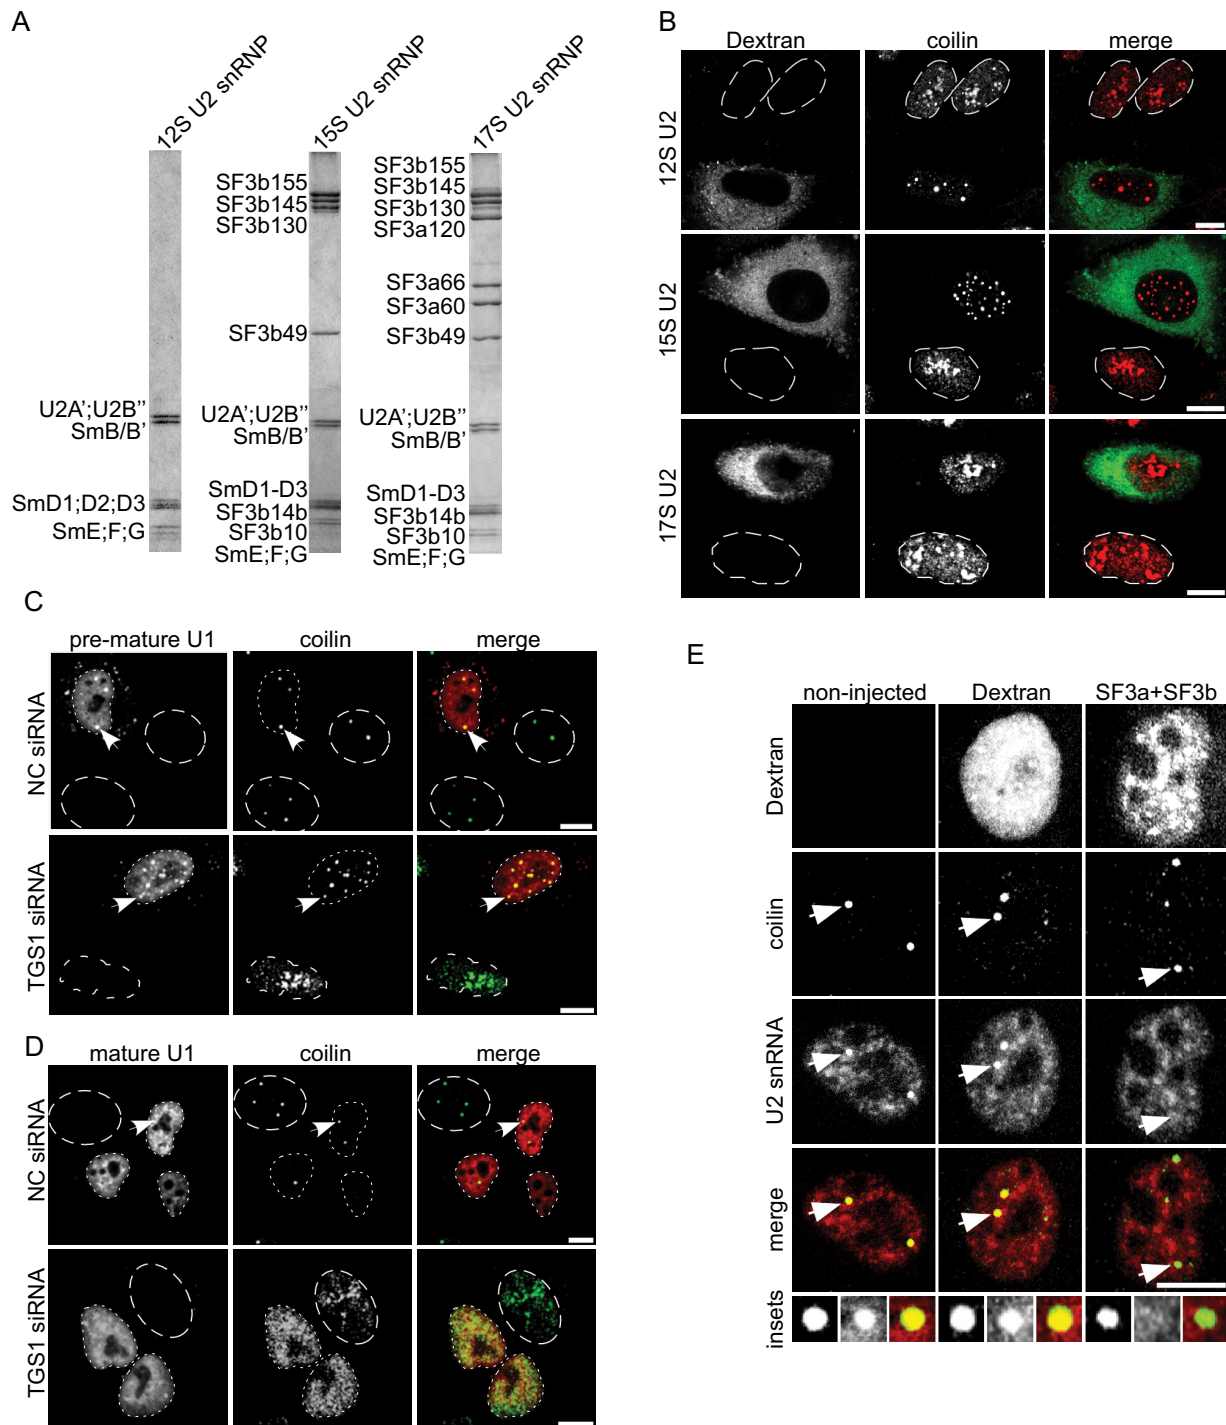 A
12S U2 snRNP
15S U2 snRNP
17S U2 snRNP
SF3b155
SF3b145
SF3b130
SF3b49
U2A';U2B"
SmB/B'
SmD1-D3
SF3b14b
SF3b10
SmE;F;G
SF3b155
SF3b145
SF3b130
SF3a120
SF3a66
SF3a60
SF3b49
U2A';U2B"
SmB/B'
SmD1-D3
SF3b14b
SF3b10
SmE;F;G
U2A';U2B"
SmB/B'
SmD1;D2;D3
SmE;F;G
B
Dextran coilin merge
12S U2
15S U2
17S U2
C
pre-mature U1 coilin merge
NC siRNA
TGS1 siRNA
D
mature U1 coilin merge
NC siRNA
TGS1 siRNA
E
non-injected Dextran SF3a+SF3b
Dextran
coilin
U2 snRNA
merge
insets